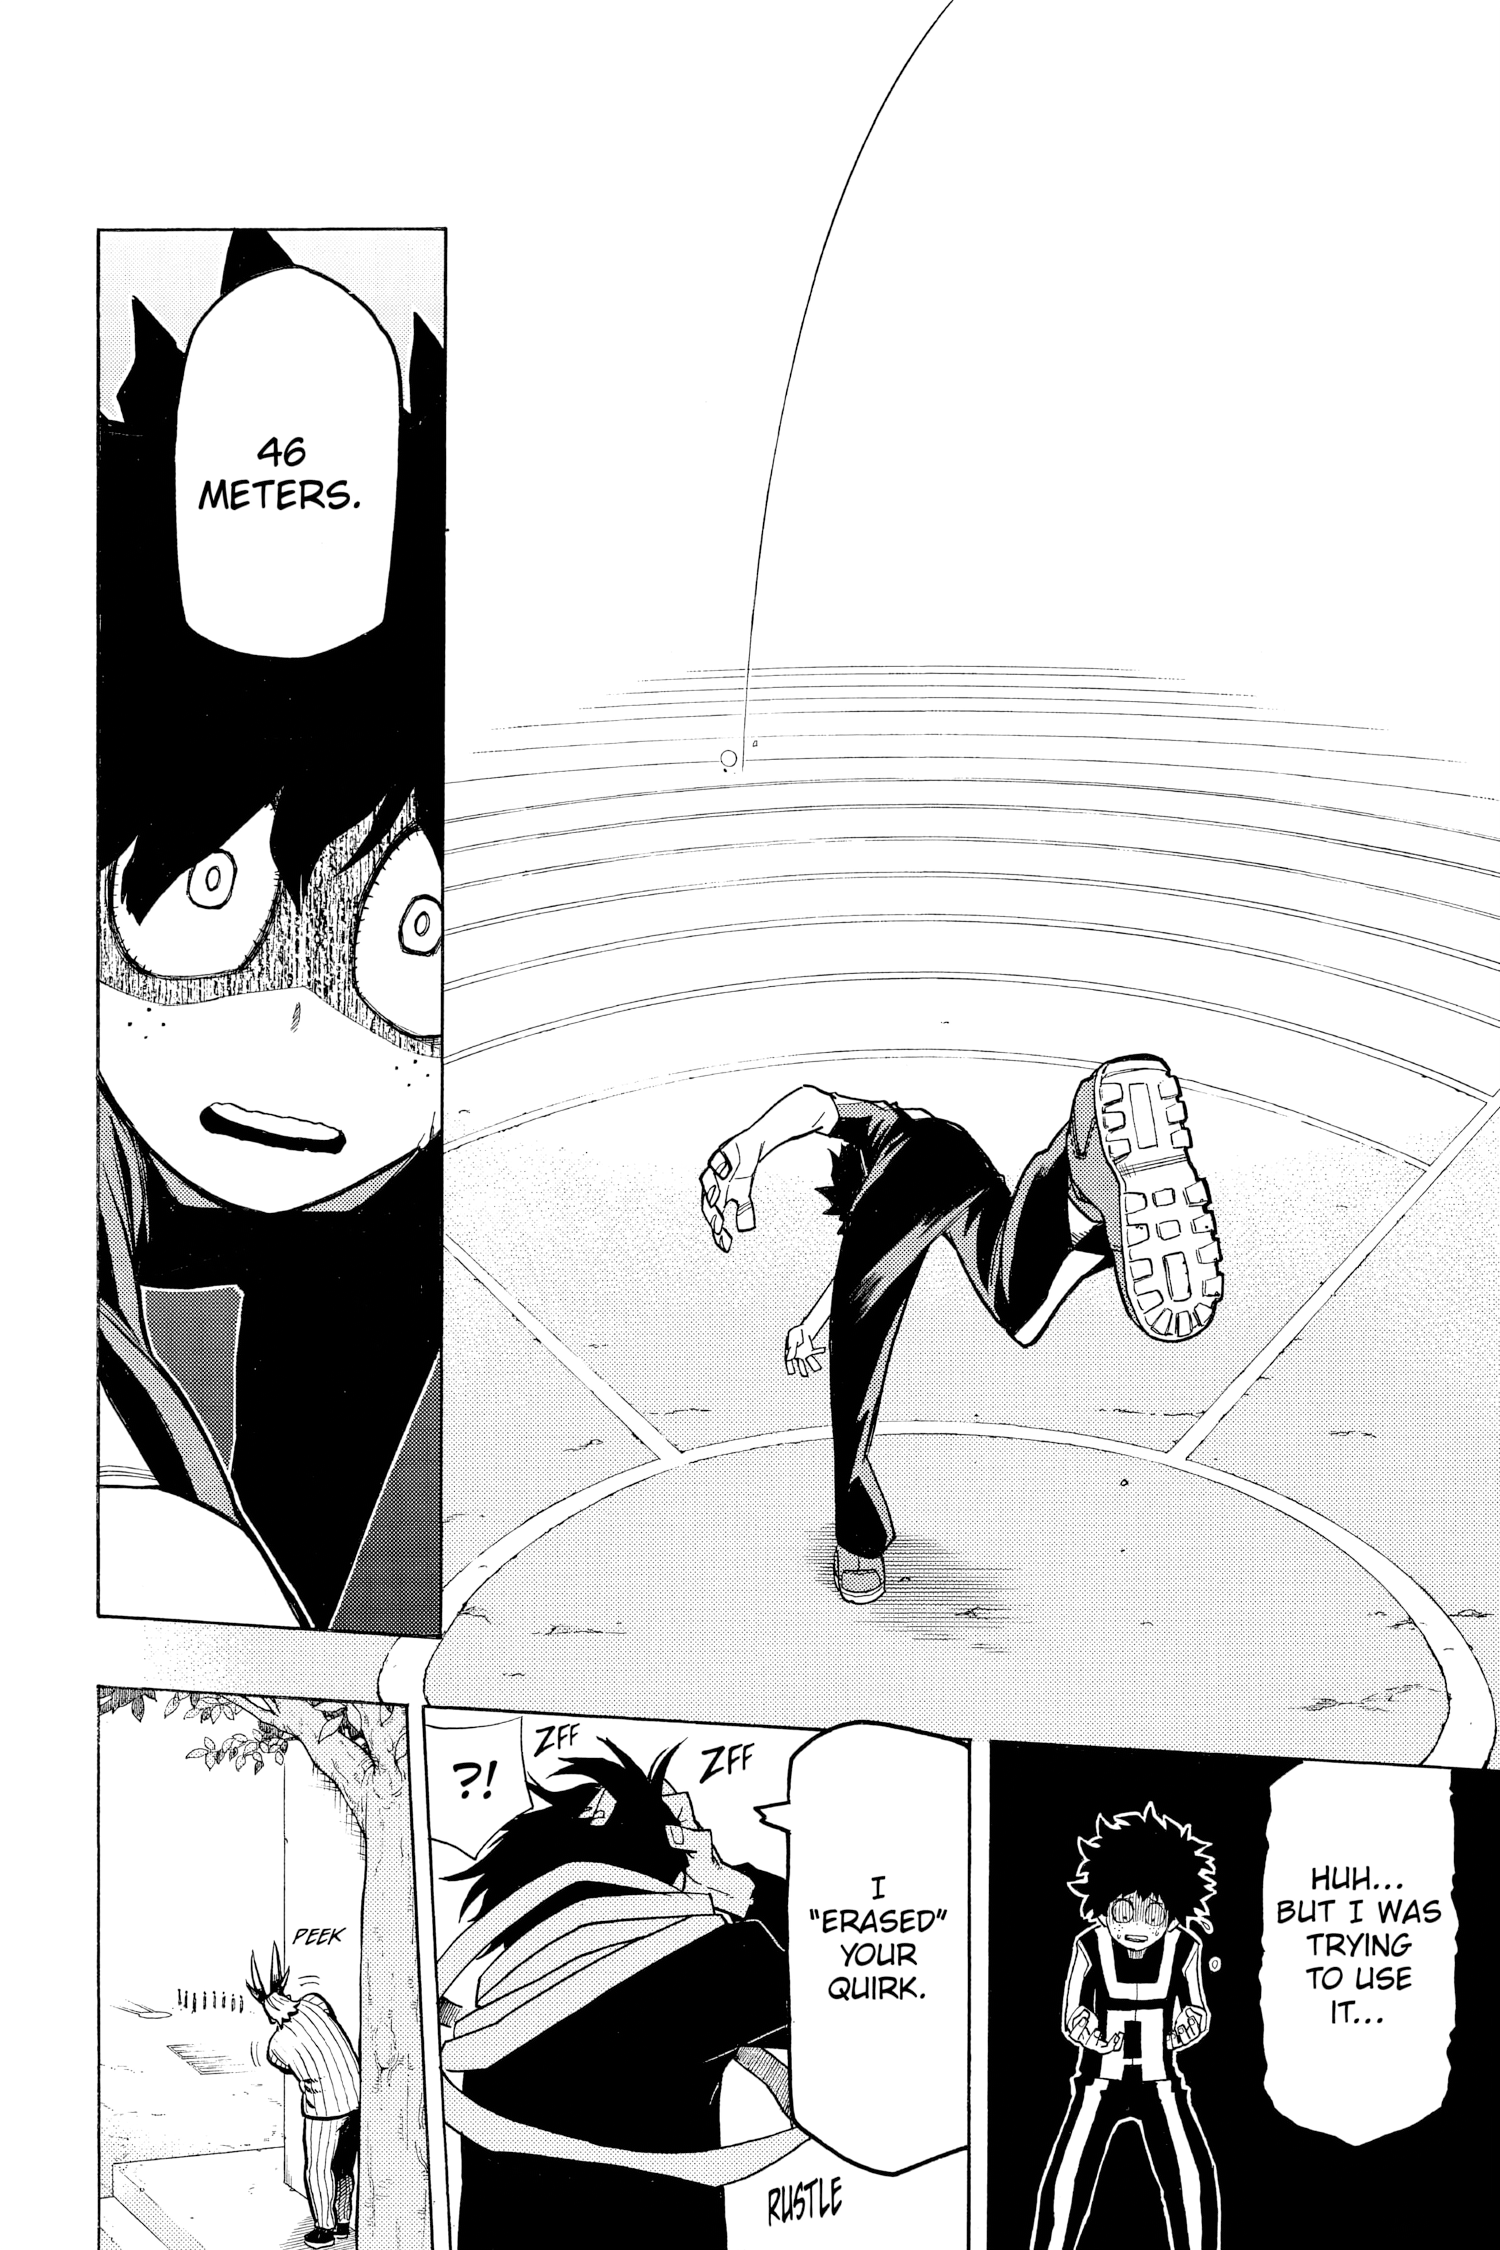 46
METERS.
HUH...
BUT I WAS
TRYING
TO USE
IT...
I
"ERASED"
YOUR
QUIRK.
ZFF
ZFF
?!
RUSTLE
PEEK